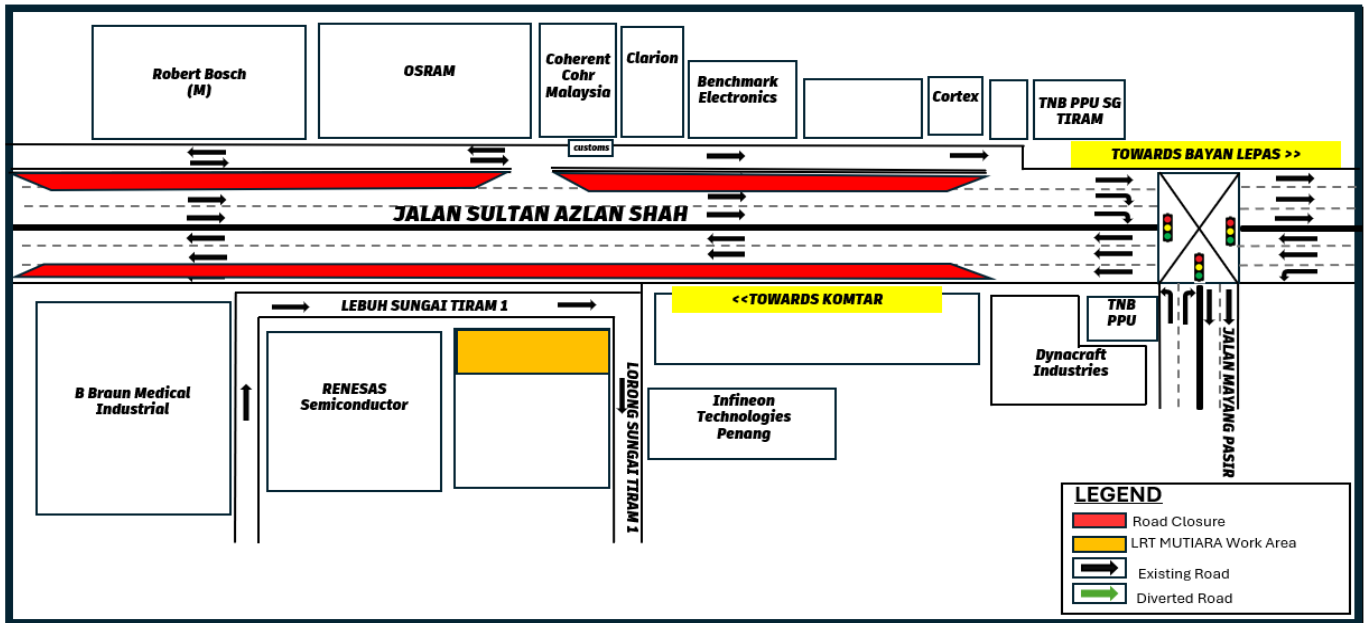 Robert Bosch
(M)
OSRAM
Coherent
Cohr
Malaysia
Clarion
Benchmark
Electronics
Cortex
TNB PPU SG
TIRAM
customs
TOWARDS BAYAN LEPAS >>
JALAN SULTAN AZLAN SHAH
<<TOWARDS KOMTAR
LEBUH SUNGAI TIRAM 1
TNB
PPU
B Braun Medical
Industrial
RENESAS
Semiconductor
LORONG SUNGAI TIRAM 1
Infineon
Technologies
Penang
Dynacraft
Industries
JALAN MAYANG PASIR
LEGEND
Road Closure
LRT MUTIARA Work Area
Existing Road
Diverted Road